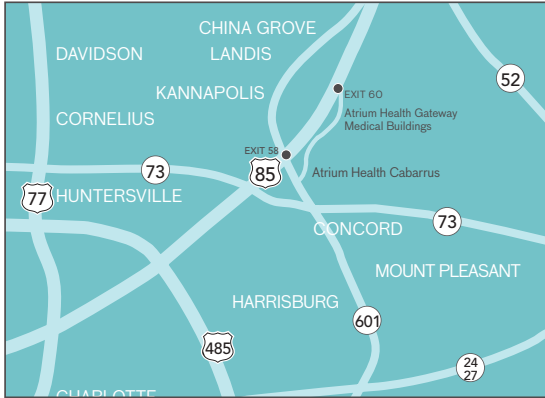 CHINA GROVE
DAVIDSON
LANDIS
52
KANNAPOLIS
EXIT 60
Atrium Health Gateway
Medical Buildings
CORNELIUS
EXIT 58
73
85
Atrium Health Cabarrus
77
HUNTERSVILLE
CONCORD
73
MOUNT PLEASANT
HARRISBURG
601
485
24
27
CHARLOTTE